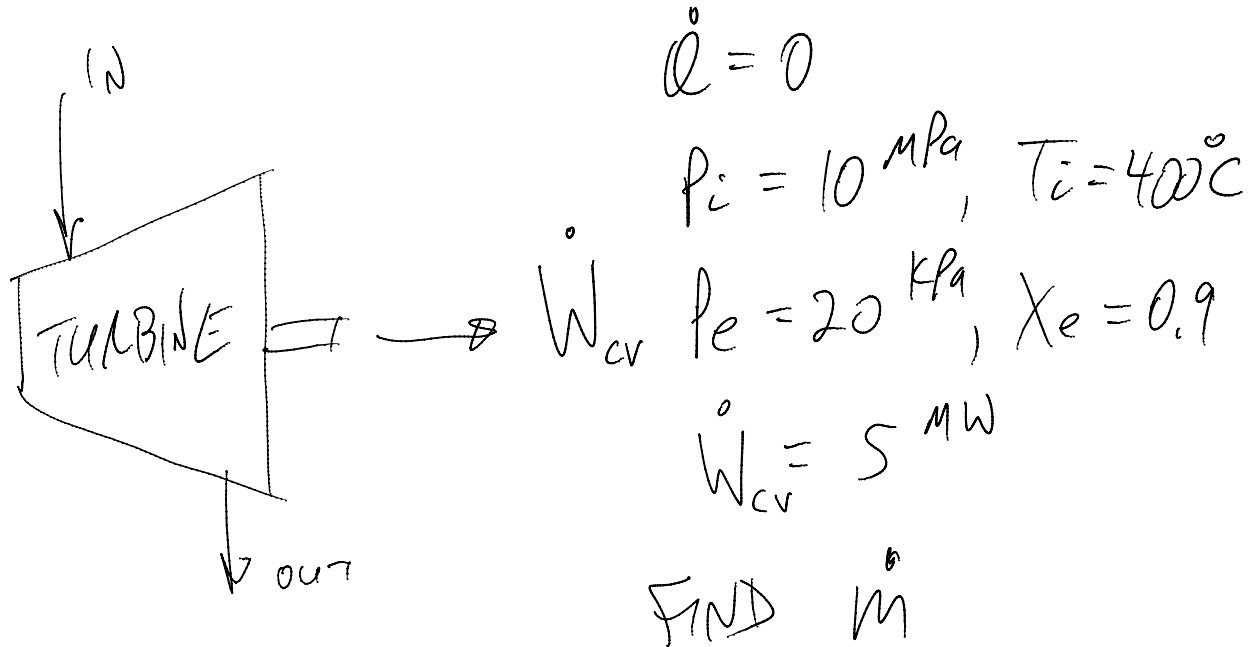 IN
Q̇ = 0
Pi = 10 MPa, Ti = 400°C
TURBINE
Ẇcv
Pe = 20 kPa, Xe = 0.9
Ẇcv = 5 MW
OUT
FIND ṁ